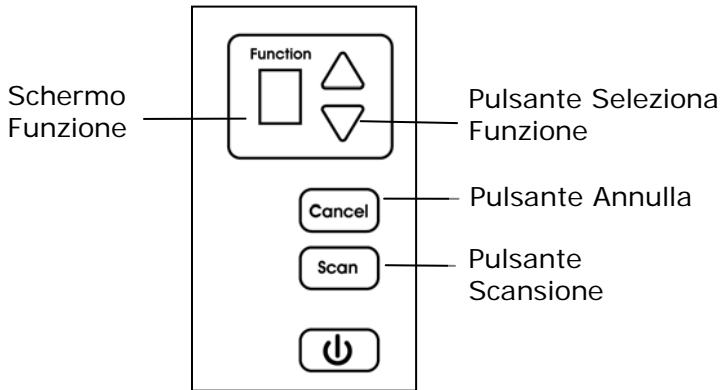 Function
Schermo
Funzione
Pulsante Seleziona
Funzione
Cancel
Pulsante Annulla
Scan
Pulsante
Scansione